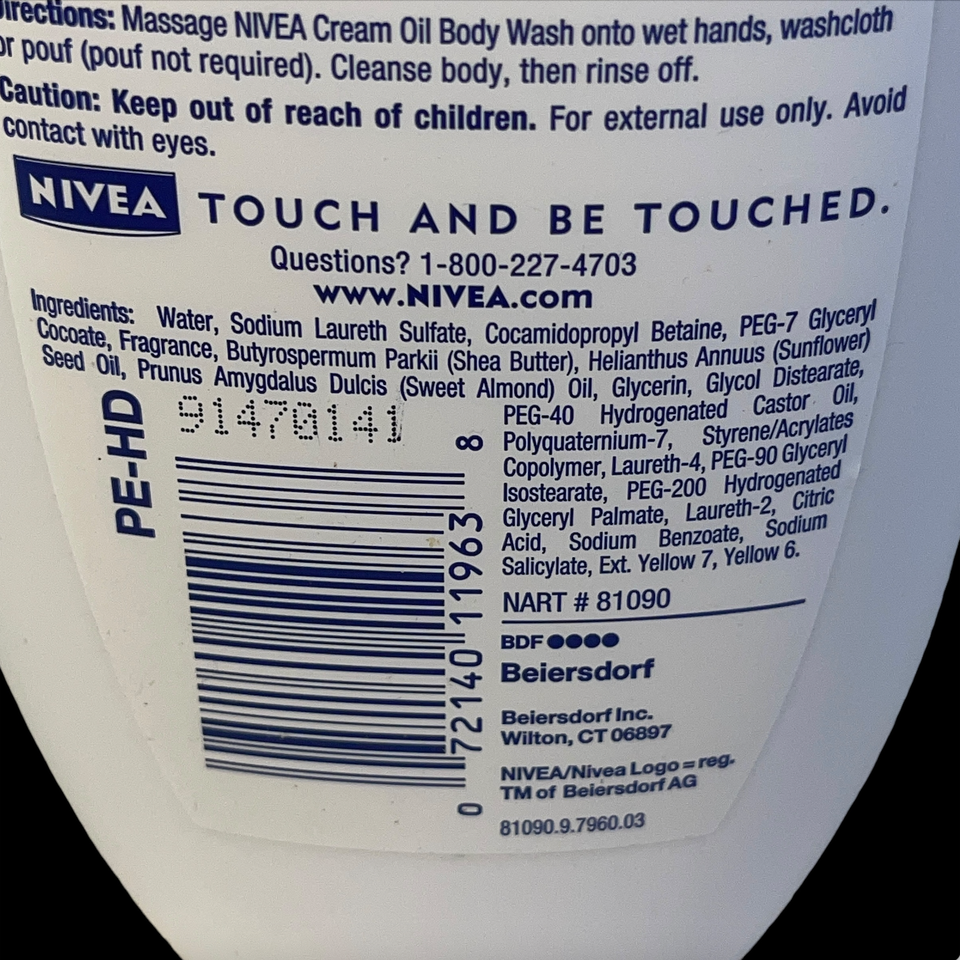 Directions: Massage NIVEA Cream Oil Body Wash onto wet hands, washcloth
or pouf (pouf not required). Cleanse body, then rinse off.
Caution: Keep out of reach of children. For external use only. Avoid
contact with eyes.
NIVEA TOUCH AND BE TOUCHED.
Questions? 1-800-227-4703
www.NIVEA.com
Ingredients: Water, Sodium Laureth Sulfate, Cocamidopropyl Betaine, PEG-7 Glyceryl
Cocoate, Fragrance, Butyrospermum Parkii (Shea Butter), Helianthus Annuus (Sunflower)
Seed Oil, Prunus Amygdalus Dulcis (Sweet Almond) Oil, Glycerin, Glycol Distearate,
PEG-40 Hydrogenated Castor Oil,
Polyquaternium-7, Styrene/Acrylates
Copolymer, Laureth-4, PEG-90 Glyceryl
Isostearate, PEG-200 Hydrogenated
Glyceryl Palmate, Laureth-2, Citric
Acid, Sodium Benzoate, Sodium
Salicylate, Ext. Yellow 7, Yellow 6.
PE-HD
91470141
0 72140 11963 8
NART # 81090
BDF●●●●
Beiersdorf
Beiersdorf Inc.
Wilton, CT 06897
NIVEA/Nivea Logo = reg.
TM of Beiersdorf AG
81090.9.7960.03